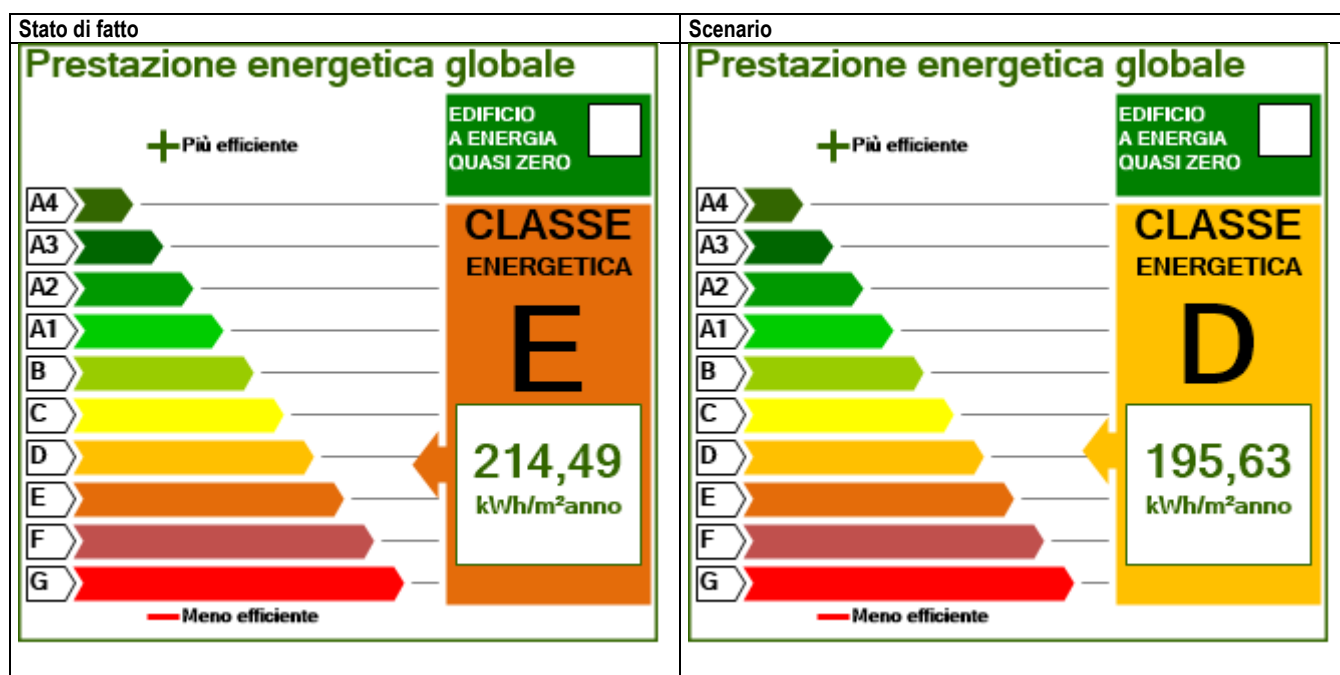 Stato di fatto
Prestazione energetica globale
Più efficiente
EDIFICIO
A ENERGIA
QUASI ZERO
A4
A3
A2
A1
B
C
D
E
F
G
CLASSE
ENERGETICA
E
214,49
kWh/m²anno
Meno efficiente
Scenario
Prestazione energetica globale
Più efficiente
EDIFICIO
A ENERGIA
QUASI ZERO
A4
A3
A2
A1
B
C
D
E
F
G
CLASSE
ENERGETICA
D
195,63
kWh/m²anno
Meno efficiente